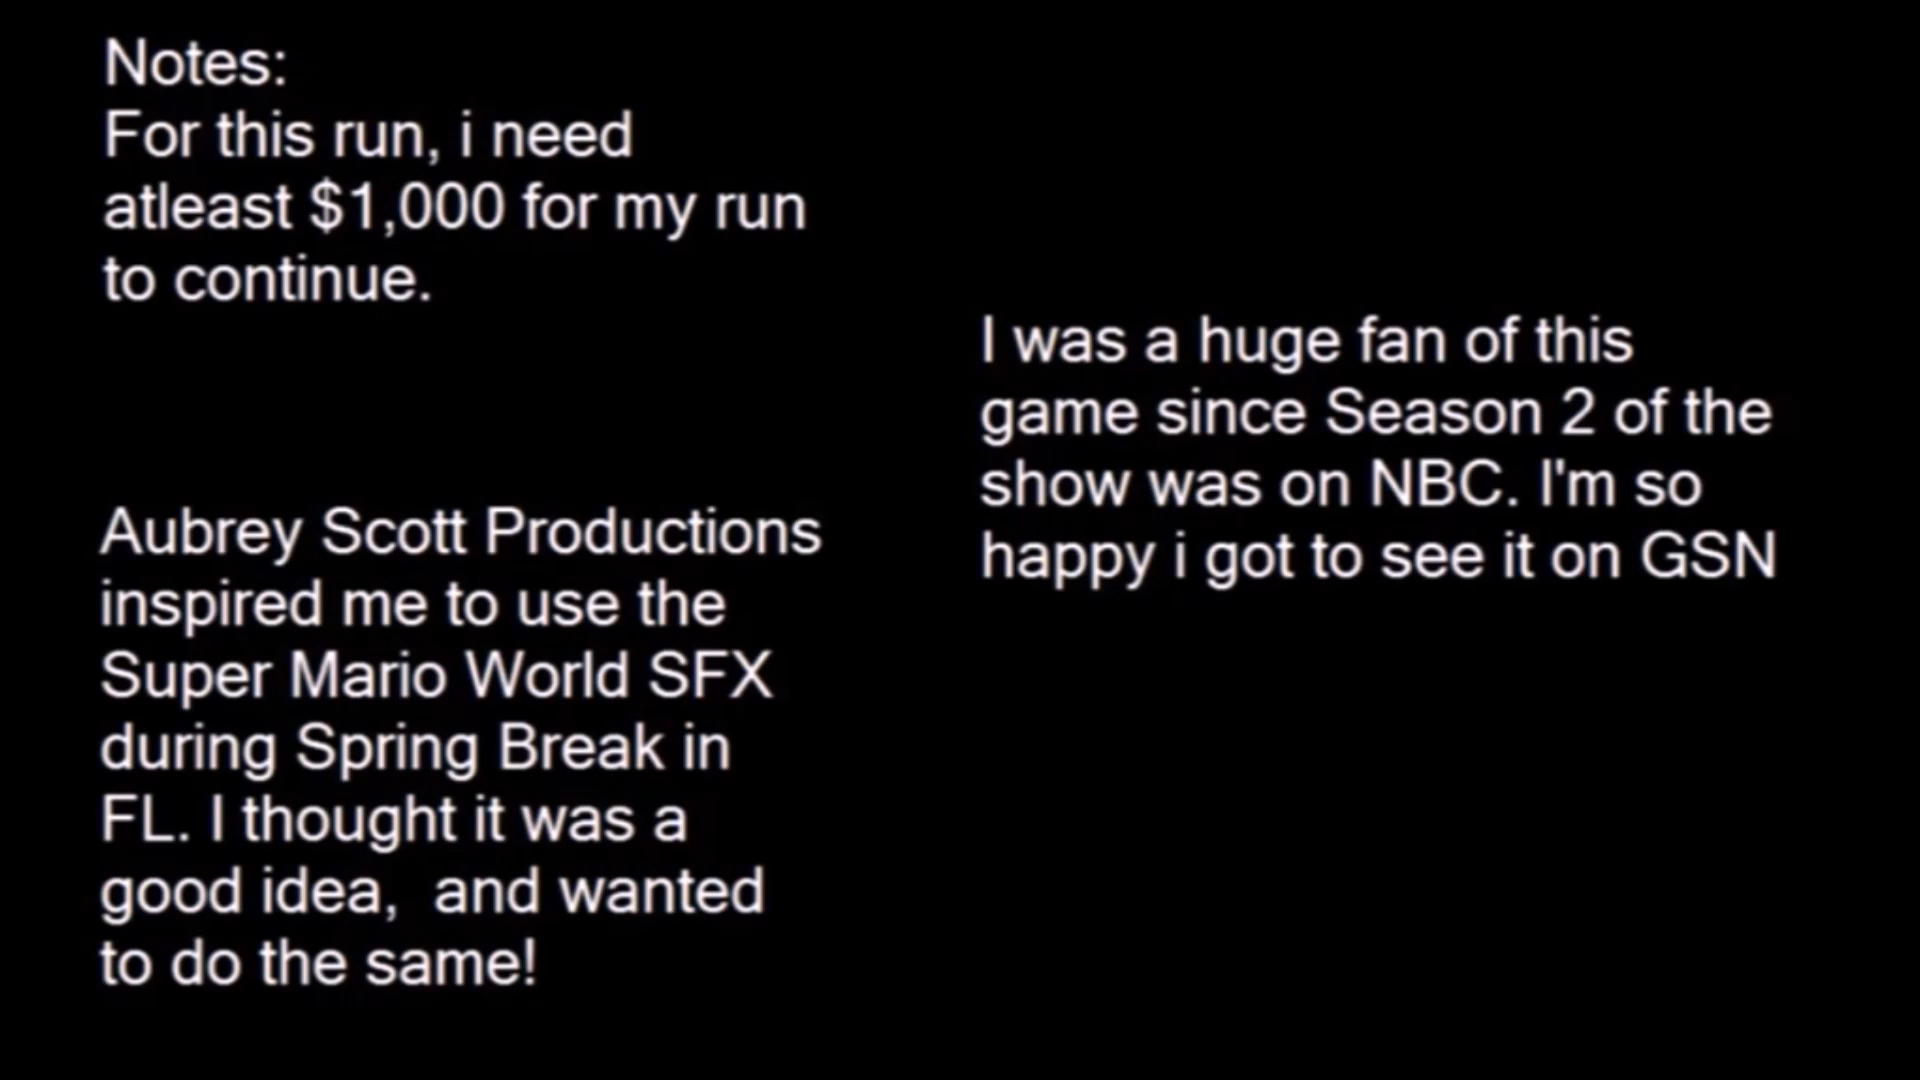 Notes:
For this run, i need
atleast $1,000 for my run
to continue.
Aubrey Scott Productions
inspired me to use the
Super Mario World SFX
during Spring Break in
FL. I thought it was a
good idea,  and wanted
to do the same!
I was a huge fan of this
game since Season 2 of the
show was on NBC. I'm so
happy i got to see it on GSN